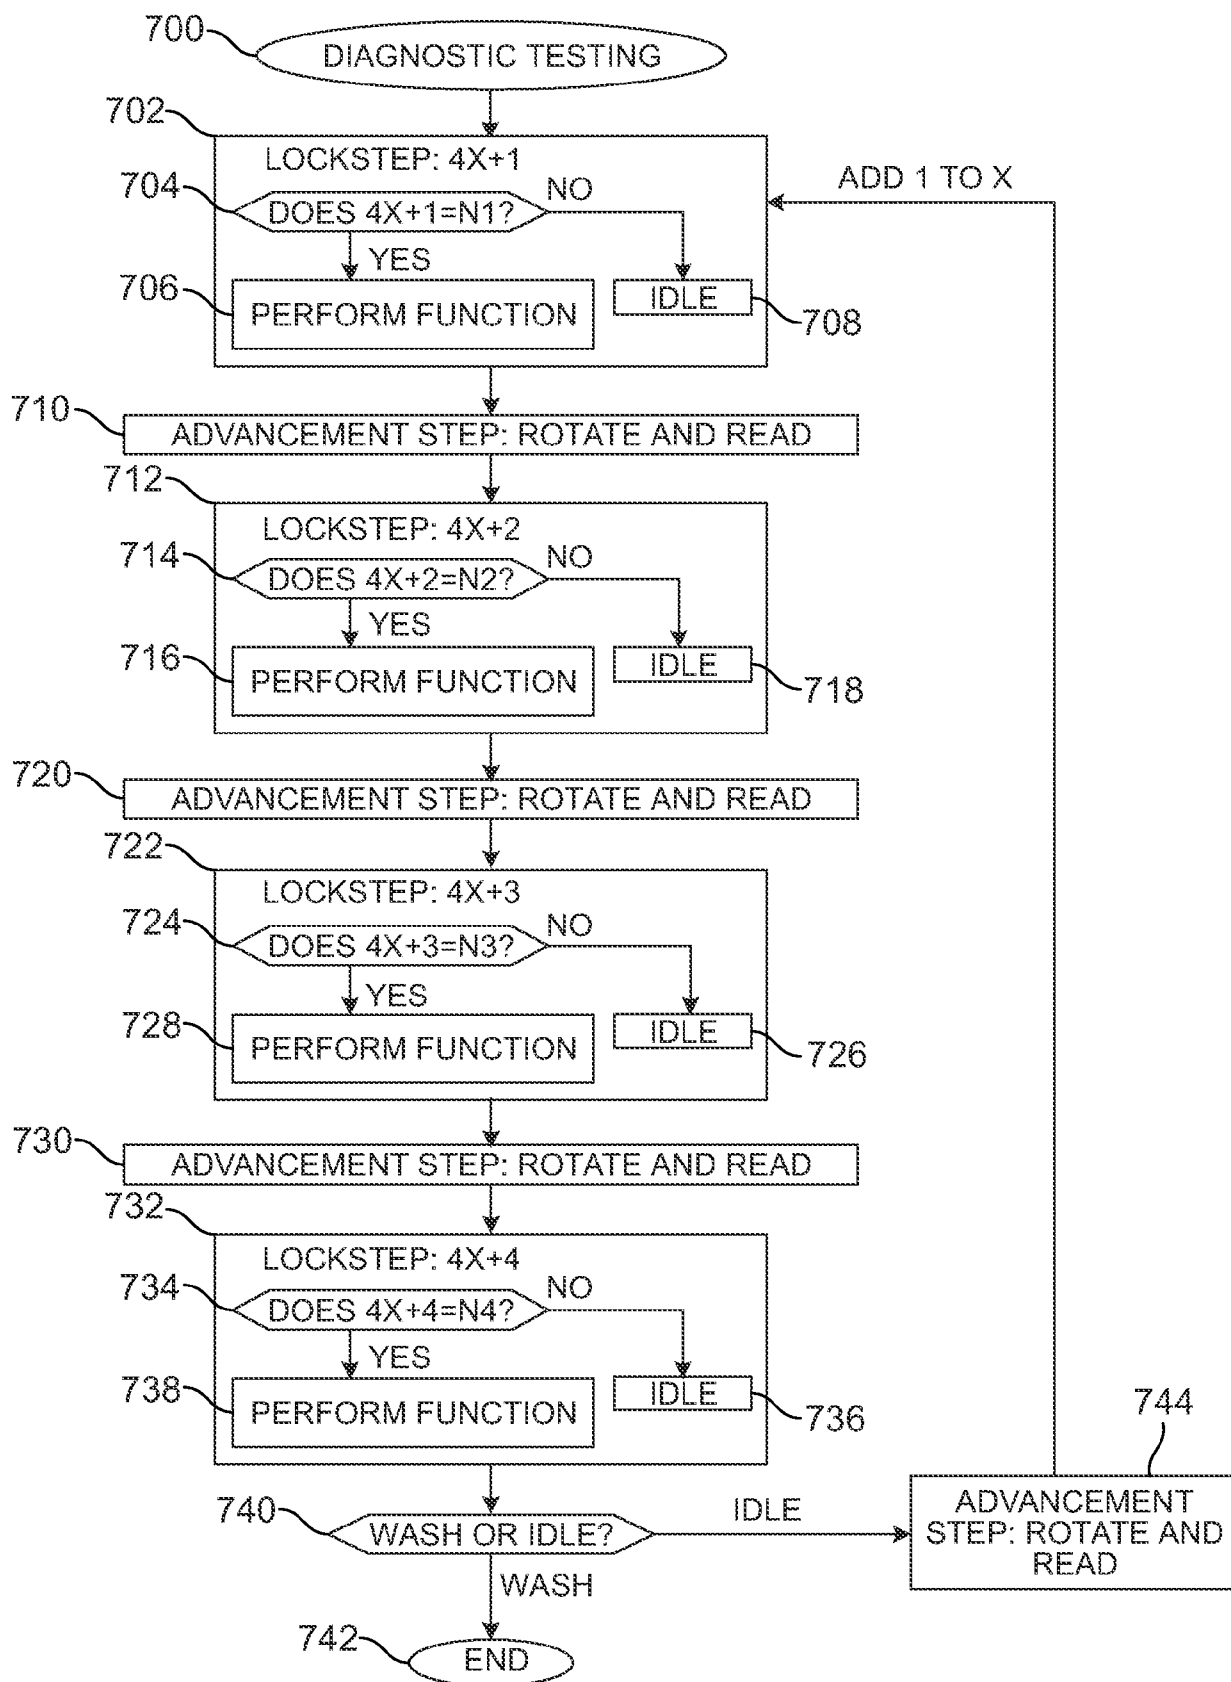 700
DIAGNOSTIC TESTING
702
LOCKSTEP: 4X+1
704
DOES 4X+1=N1?
NO
ADD 1 TO X
YES
706
PERFORM FUNCTION
IDLE
708
710
ADVANCEMENT STEP: ROTATE AND READ
712
LOCKSTEP: 4X+2
714
DOES 4X+2=N2?
NO
YES
716
PERFORM FUNCTION
IDLE
718
720
ADVANCEMENT STEP: ROTATE AND READ
722
LOCKSTEP: 4X+3
724
DOES 4X+3=N3?
NO
YES
728
PERFORM FUNCTION
IDLE
726
730
ADVANCEMENT STEP: ROTATE AND READ
732
LOCKSTEP: 4X+4
734
DOES 4X+4=N4?
NO
YES
738
PERFORM FUNCTION
IDLE
736
744
740
WASH OR IDLE?
IDLE
ADVANCEMENT
STEP: ROTATE AND
READ
WASH
742
END